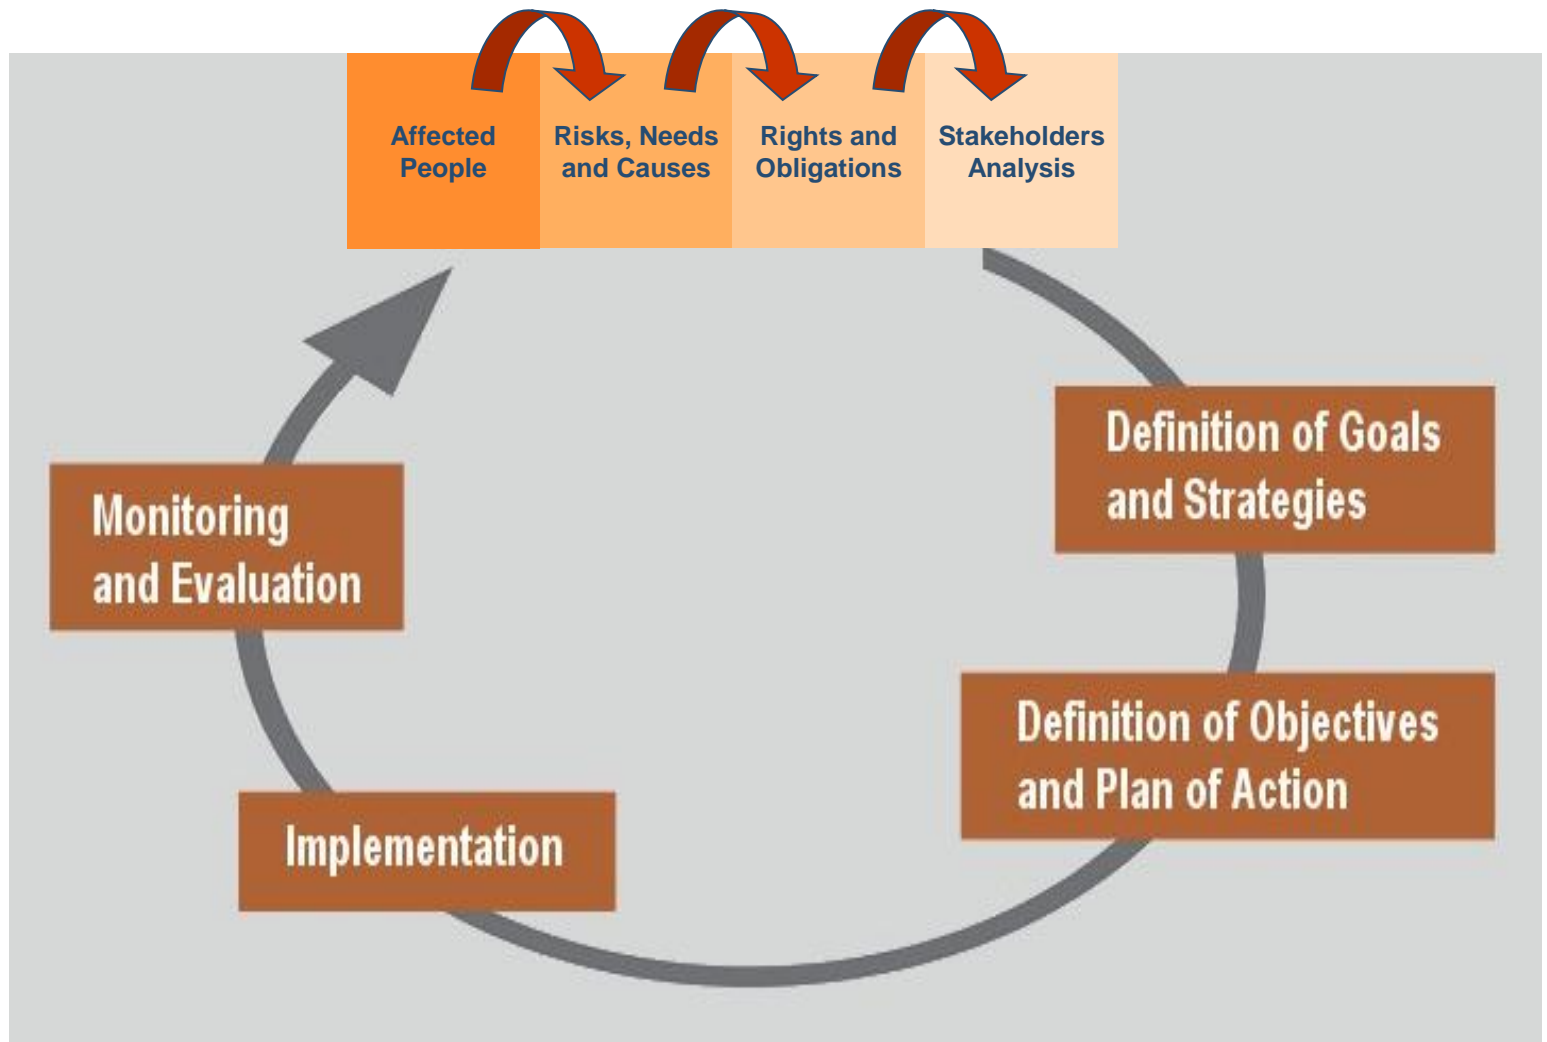 Affected
People
Risks, Needs
and Causes
Rights and
Obligations
Stakeholders
Analysis
Definition of Goals
and Strategies
Definition of Objectives
and Plan of Action
Implementation
Monitoring
and Evaluation